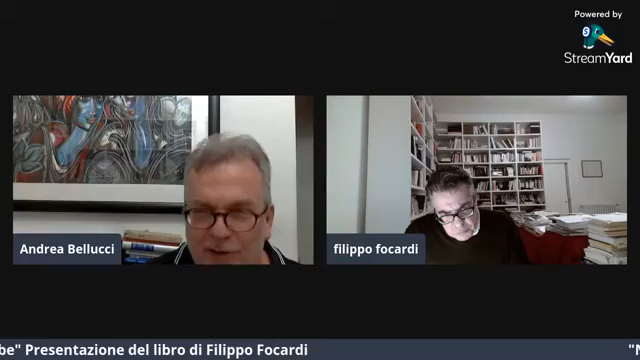 Powered by
StreamYard
Andrea Bellucci
filippo focardi
be" Presentazione del libro di Filippo Focardi